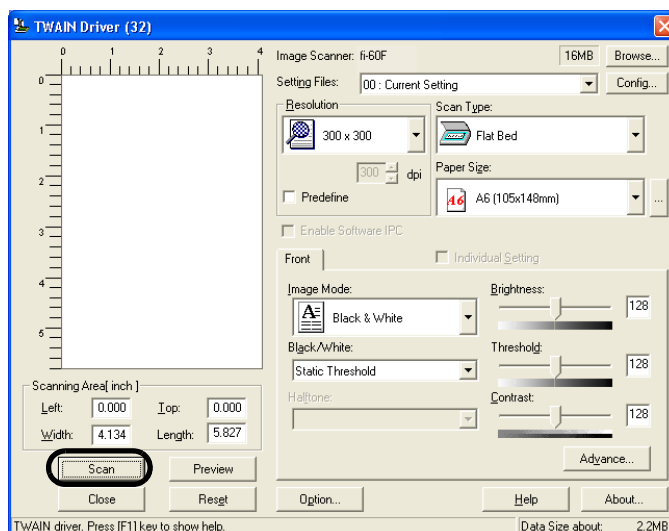 TWAIN Driver (32)
0 1 2 3 4
0
1
2
3
4
5
Image Scanner: fi-60F 16MB Browse...
Setting Files: 00 : Current Setting Config...
Resolution
300 x 300
300 dpi
Predefine
Scan Type:
Flat Bed
Paper Size:
A6 A6 (105x148mm) ...
Enable Software IPC
Front Individual Setting
Image Mode:
Black & White
Black/White:
Static Threshold
Halftone:
Brightness:
128
Threshold:
128
Contrast:
128
Advance...
Scanning Area[ inch ]
Left: 0.000 Top: 0.000
Width: 4.134 Length: 5.827
Scan Preview
Close Reset Option... Help About...
TWAIN driver. Press [F1] key to show help. Data Size about: 2.2MB